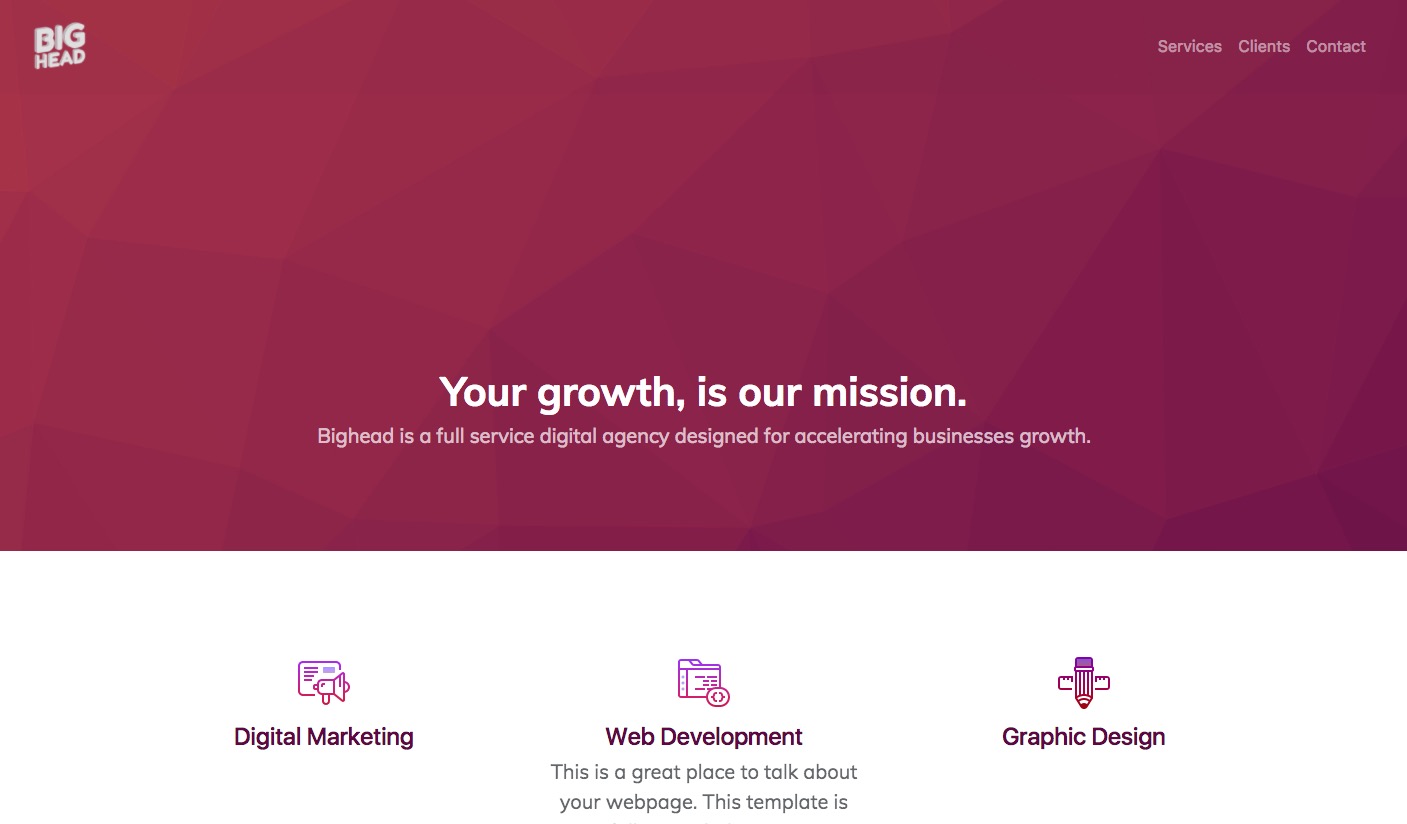 BIG
HEAD
Services Clients Contact
Your growth, is our mission.
Bighead is a full service digital agency designed for accelerating businesses growth.
Digital Marketing
Web Development
Graphic Design
This is a great place to talk about
your webpage. This template is